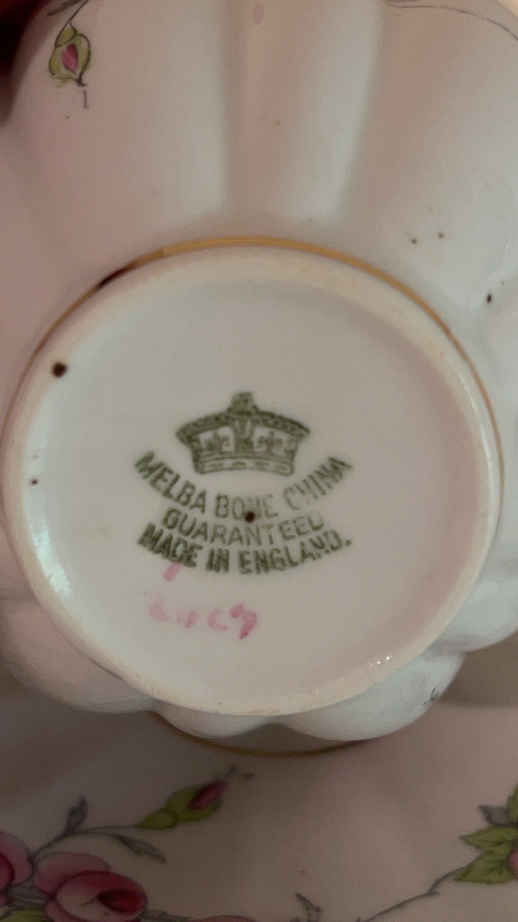 MELBA BONE CHINA
GUARANTEED
MADE IN ENGLAND.